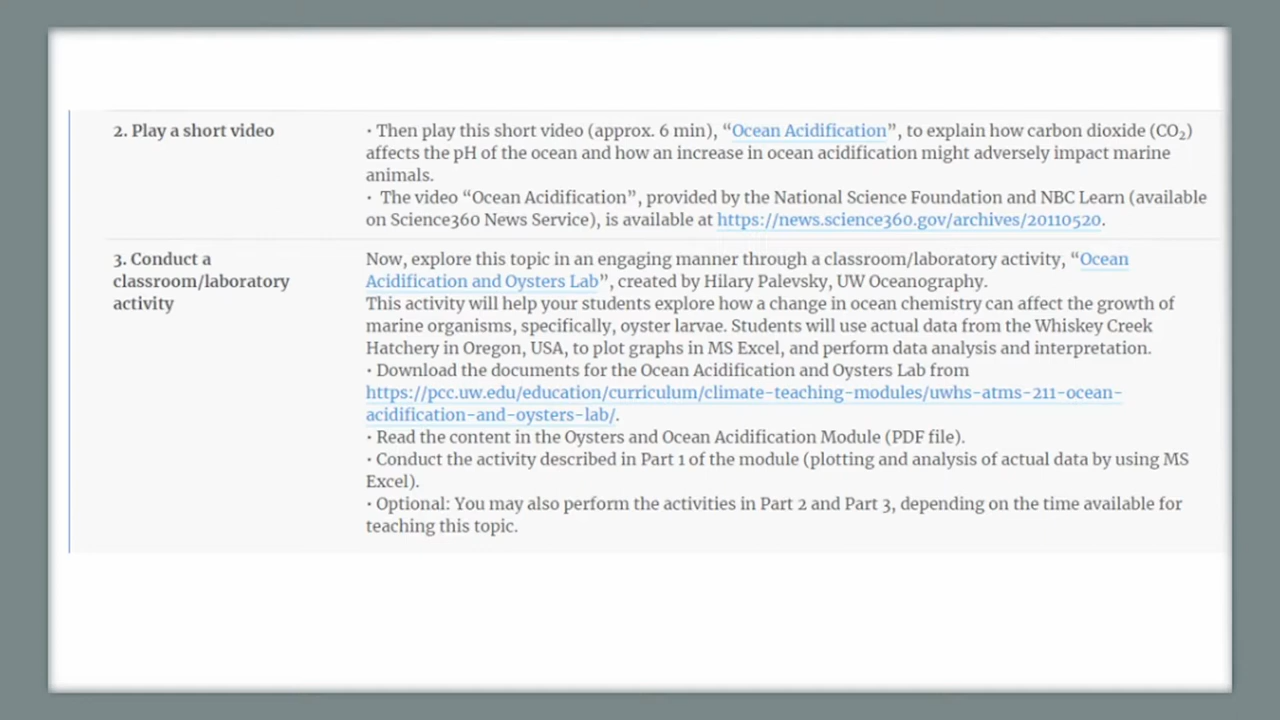 2. Play a short video
• Then play this short video (approx. 6 min), “Ocean Acidification”, to explain how carbon dioxide (CO₂)
affects the pH of the ocean and how an increase in ocean acidification might adversely impact marine
animals.
• The video “Ocean Acidification”, provided by the National Science Foundation and NBC Learn (available
on Science360 News Service), is available at https://news.science360.gov/archives/20110520.
3. Conduct a
classroom/laboratory
activity
Now, explore this topic in an engaging manner through a classroom/laboratory activity, “Ocean
Acidification and Oysters Lab”, created by Hilary Palevsky, UW Oceanography.
This activity will help your students explore how a change in ocean chemistry can affect the growth of
marine organisms, specifically, oyster larvae. Students will use actual data from the Whiskey Creek
Hatchery in Oregon, USA, to plot graphs in MS Excel, and perform data analysis and interpretation.
• Download the documents for the Ocean Acidification and Oysters Lab from
https://pcc.uw.edu/education/curriculum/climate-teaching-modules/uwhs-atms-211-ocean-
acidification-and-oysters-lab/.
• Read the content in the Oysters and Ocean Acidification Module (PDF file).
• Conduct the activity described in Part 1 of the module (plotting and analysis of actual data by using MS
Excel).
• Optional: You may also perform the activities in Part 2 and Part 3, depending on the time available for
teaching this topic.